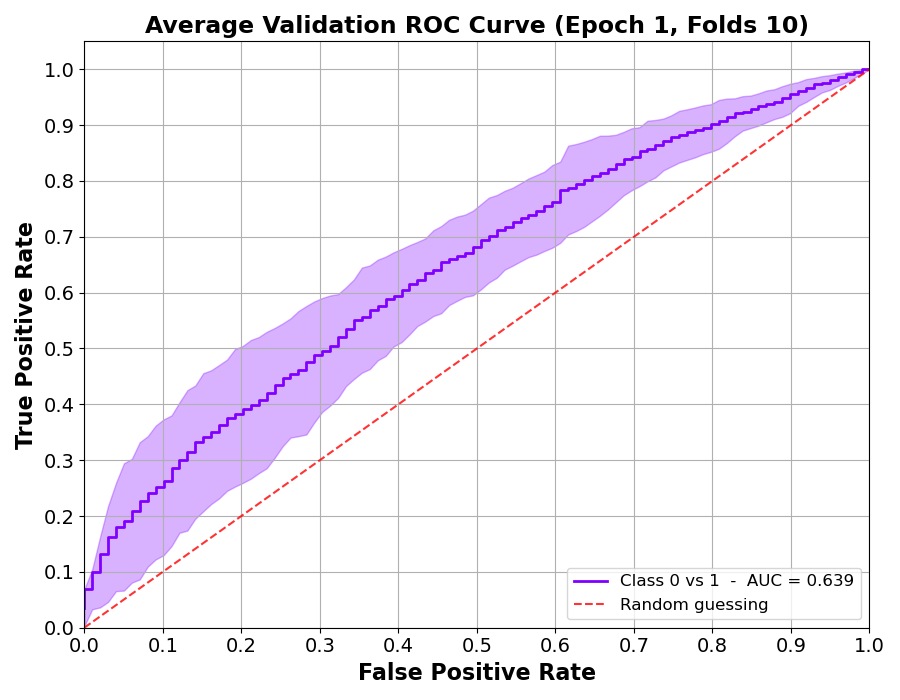 Average Validation ROC Curve (Epoch 1, Folds 10)
True Positive Rate
1.0
0.9
0.8
0.7
0.6
0.5
0.4
0.3
0.2
0.1
0.0
Class 0 vs 1 - AUC = 0.639
Random guessing
0.0 0.1 0.2 0.3 0.4 0.5 0.6 0.7 0.8 0.9 1.0
False Positive Rate